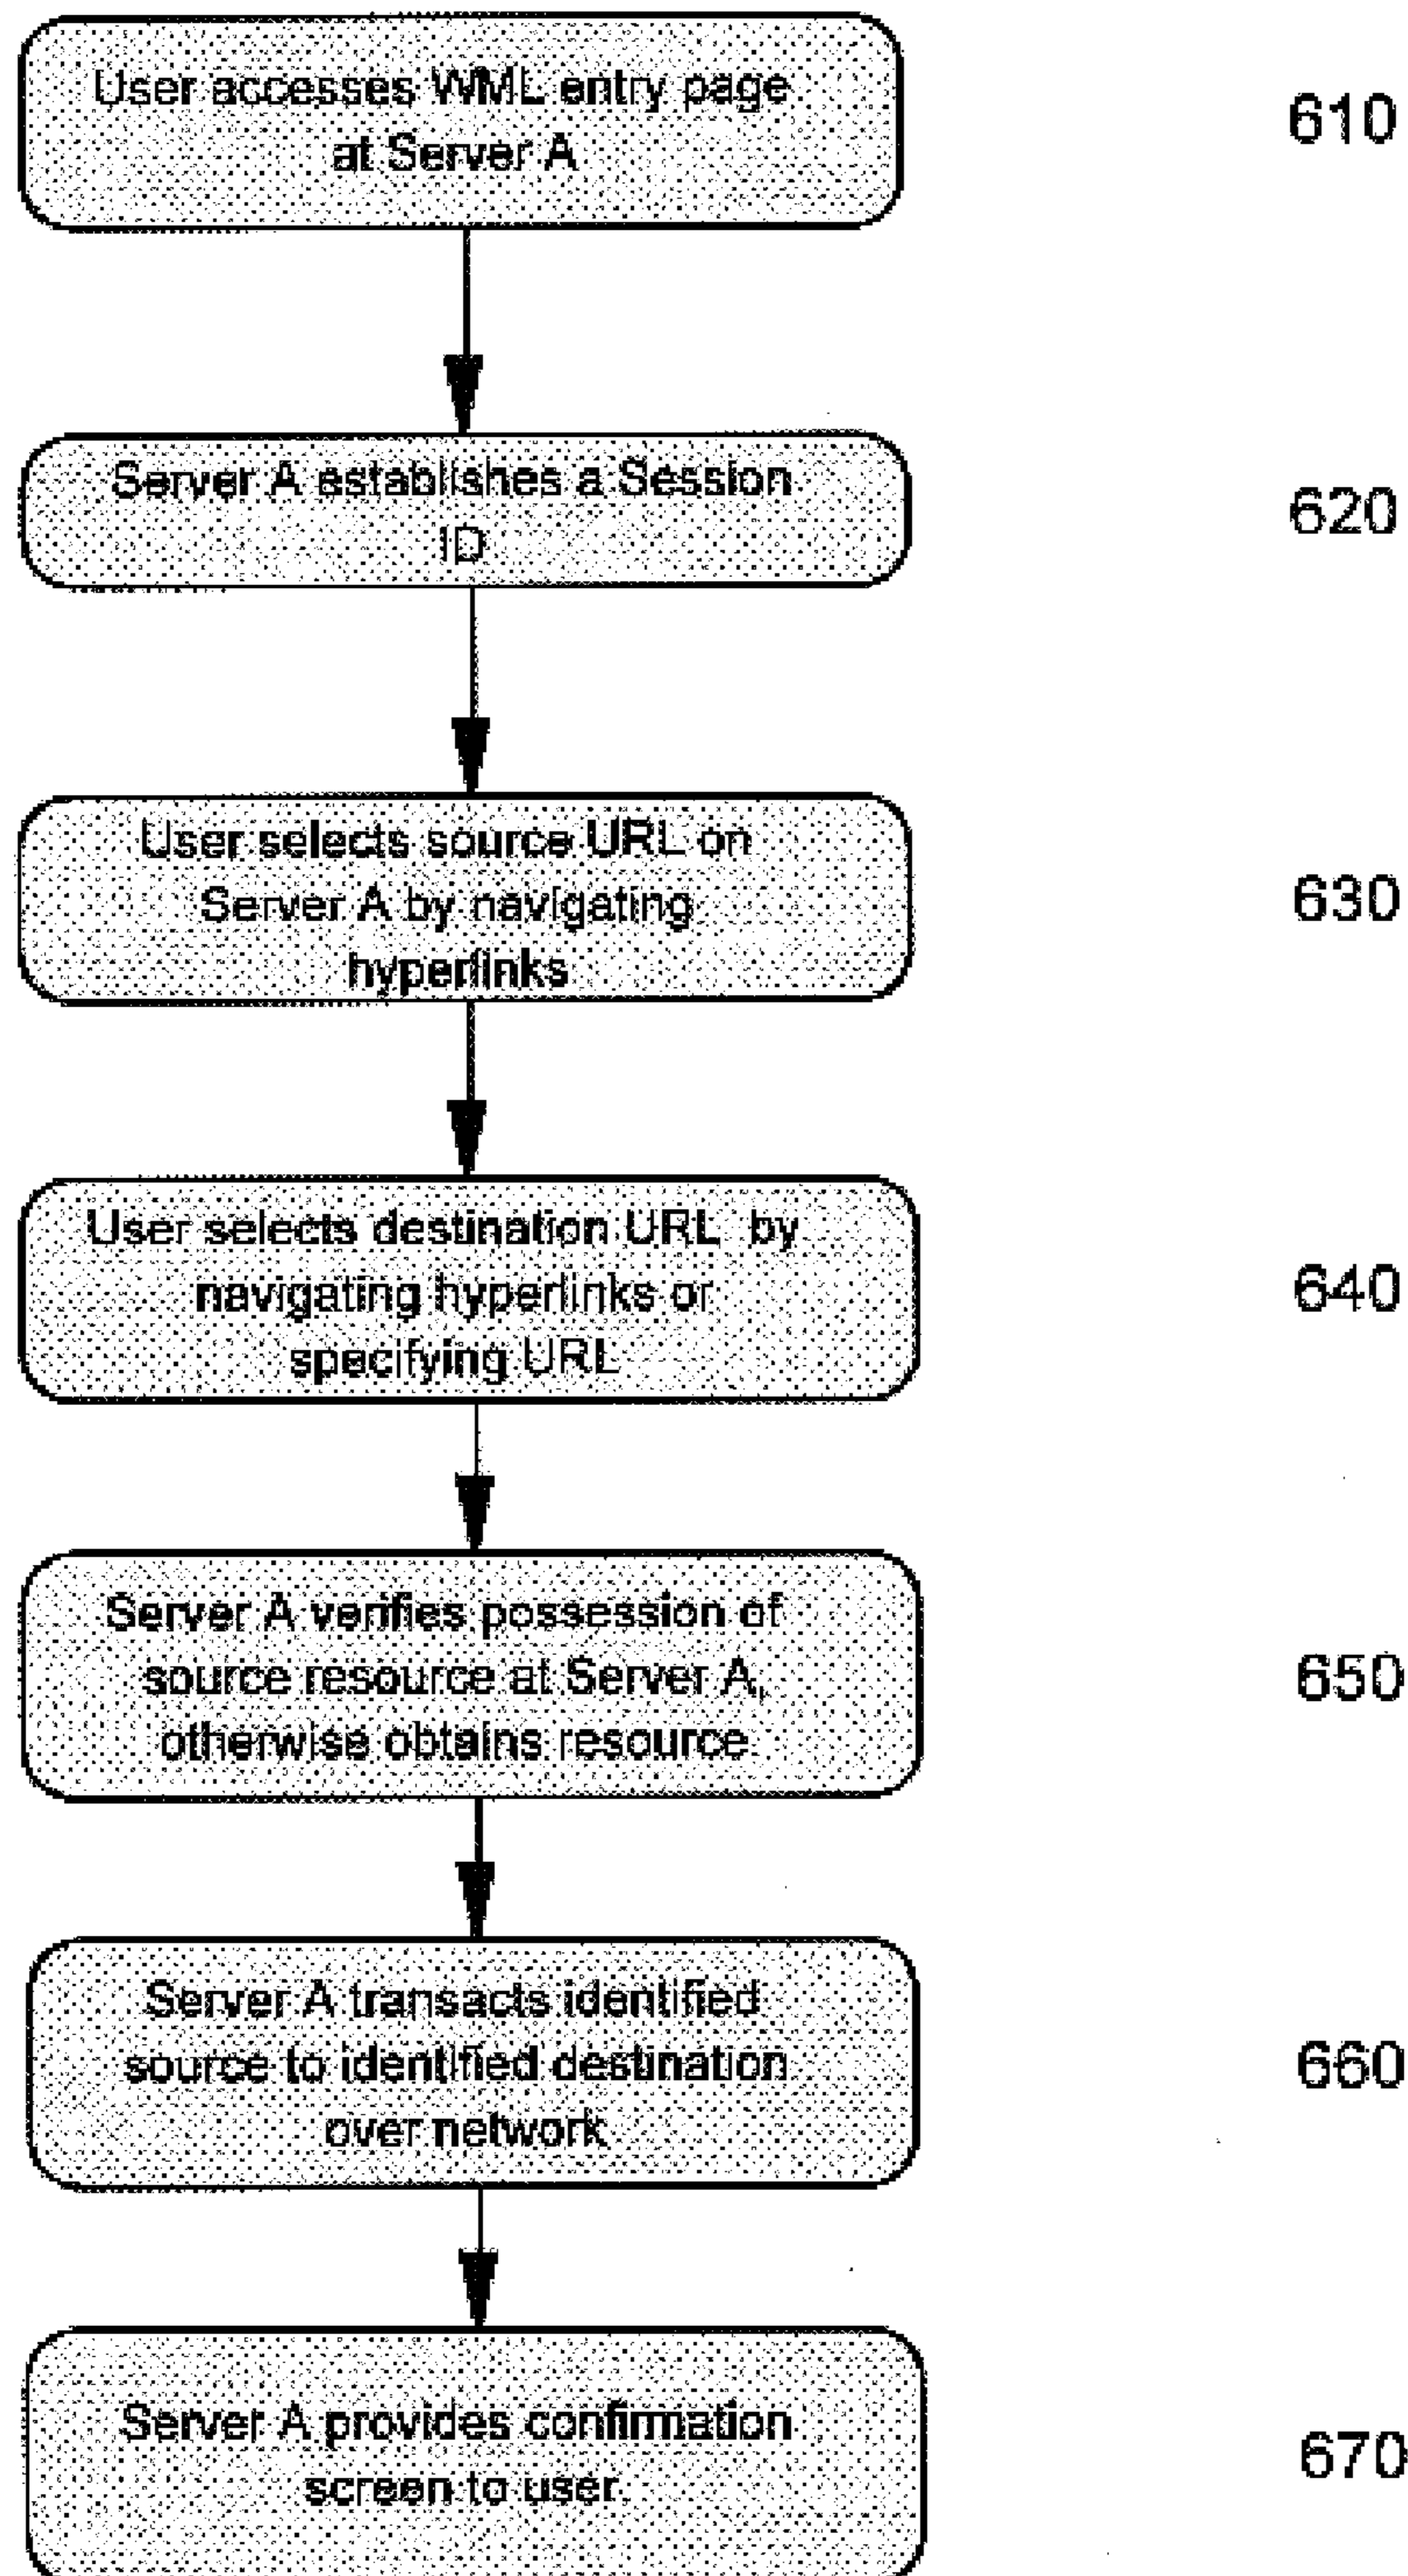 User accesses WML entry page
at Server A
610
Server A establishes a Session
ID
620
User selects source URL on
Server A by navigating
hyperlinks
630
User selects destination URL by
navigating hyperlinks or
specifying URL
640
Server A verifies possession of
source resource at Server A,
otherwise obtains resource.
650
Server A transacts identified
source to identified destination
over network
660
Server A provides confirmation
screen to user.
670